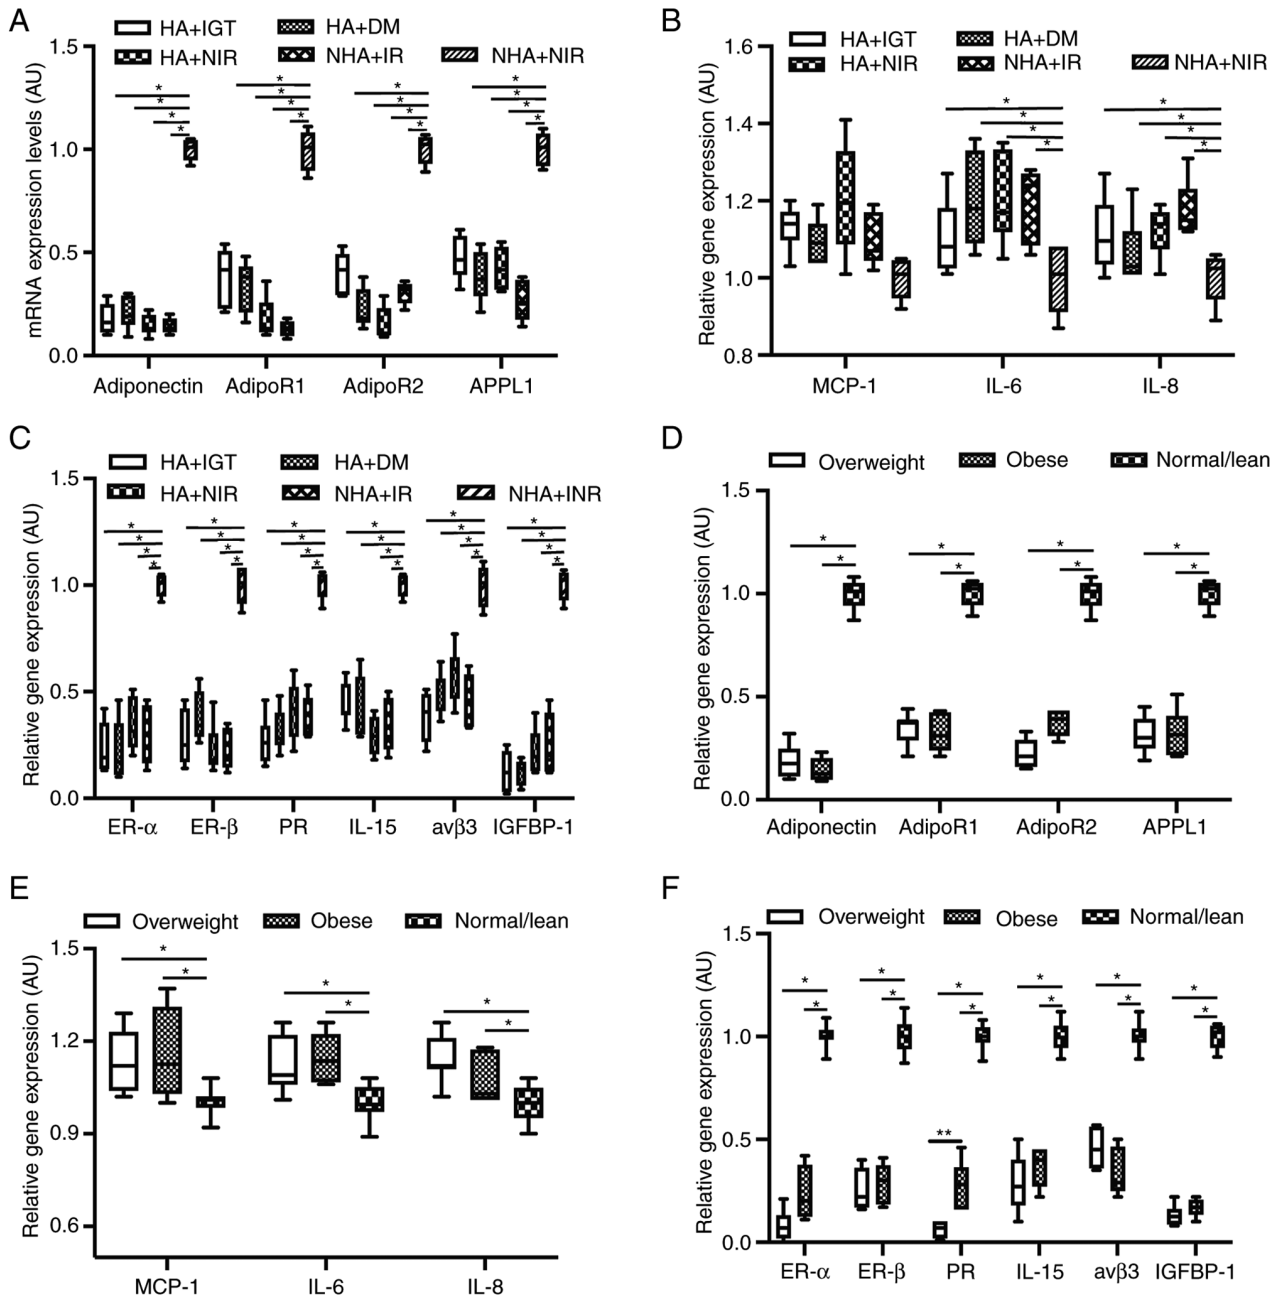 A
HA+IGT HA+DM
HA+NIR NHA+IR NHA+NIR
mRNA expression levels (AU)
1.5
1.0
0.5
0.0
* * * *
* * * *
* * * *
* * * *
Adiponectin AdipoR1 AdipoR2 APPL1
B
HA+IGT HA+DM
HA+NIR NHA+IR NHA+NIR
Relative gene expression (AU)
1.6
1.4
1.2
1.0
0.8
* *
* *
* *
* *
MCP-1 IL-6 IL-8
C
HA+IGT HA+DM
HA+NIR NHA+IR NHA+INR
Relative gene expression (AU)
1.5
1.0
0.5
0.0
* * * * * *
* * * * * *
* * * * * *
* * * * * *
ER-α ER-β PR IL-15 avβ3 IGFBP-1
D
Overweight Obese Normal/lean
Relative gene expression (AU)
1.5
1.0
0.5
0.0
* * * *
* * * *
Adiponectin AdipoR1 AdipoR2 APPL1
E
Overweight Obese Normal/lean
Relative gene expression (AU)
1.5
1.2
0.9
0.6
* * *
* * *
MCP-1 IL-6 IL-8
F
Overweight Obese Normal/lean
Relative gene expression (AU)
1.5
1.0
0.5
0.0
* * * * * *
* * * * * *
**
ER-α ER-β PR IL-15 avβ3 IGFBP-1